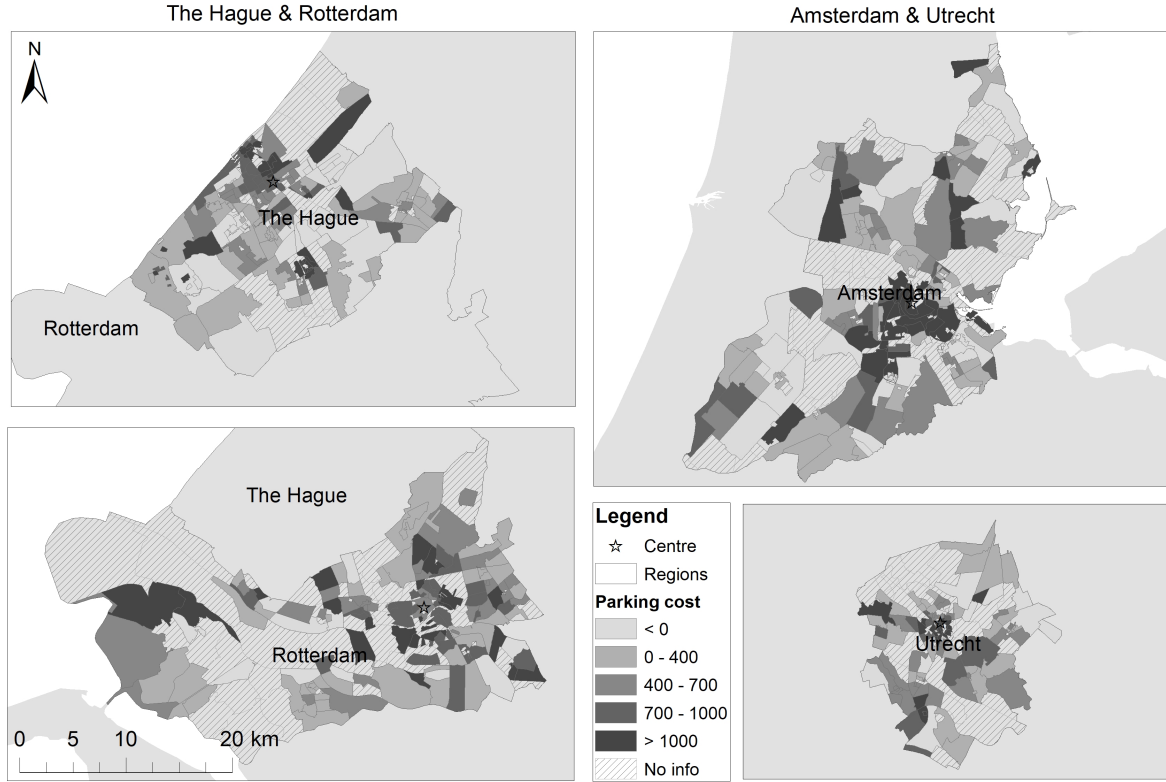 The Hague & Rotterdam
Amsterdam & Utrecht
N
The Hague
Rotterdam
Amsterdam
The Hague
Rotterdam
0 5 10 20 km
Legend
Centre
Regions
Parking cost
< 0
0 - 400
400 - 700
700 - 1000
> 1000
No info
Utrecht